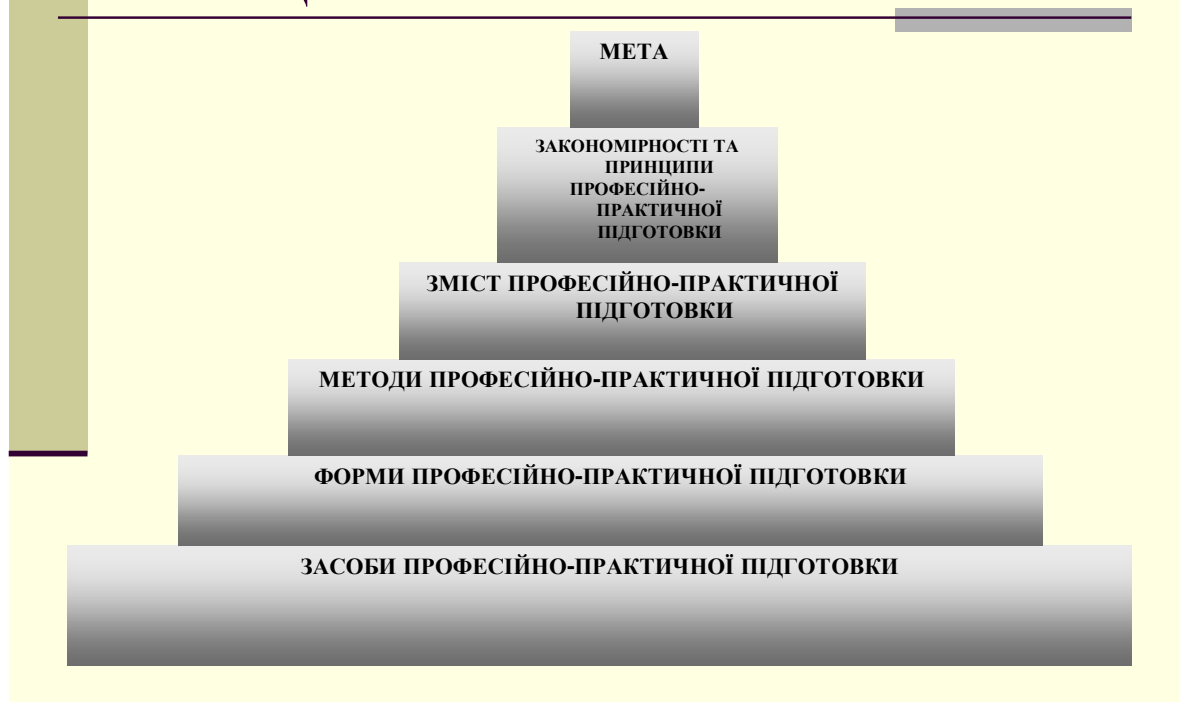 МЕТА
ЗАКОНОМІРНОСТІ ТА
ПРИНЦИПИ
ПРОФЕСІЙНО-
ПРАКТИЧНОЇ
ПІДГОТОВКИ
ЗМІСТ ПРОФЕСІЙНО-ПРАКТИЧНОЇ
ПІДГОТОВКИ
МЕТОДИ ПРОФЕСІЙНО-ПРАКТИЧНОЇ ПІДГОТОВКИ
ФОРМИ ПРОФЕСІЙНО-ПРАКТИЧНОЇ ПІДГОТОВКИ
ЗАСОБИ ПРОФЕСІЙНО-ПРАКТИЧНОЇ ПІДГОТОВКИ